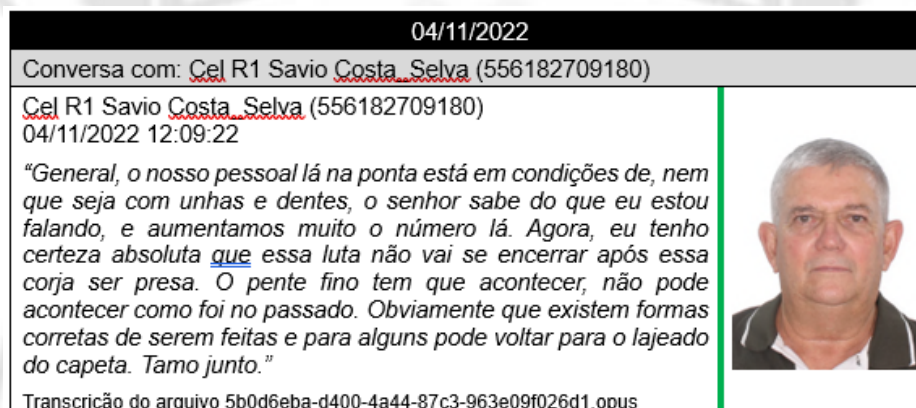 04/11/2022
Conversa com: Cel R1 Savio Costa_Selva (556182709180)
Cel R1 Savio Costa_Selva (556182709180)
04/11/2022 12:09:22
“General, o nosso pessoal lá na ponta está em condições de, nem
que seja com unhas e dentes, o senhor sabe do que eu estou
falando, e aumentamos muito o número lá. Agora, eu tenho
certeza absoluta que essa luta não vai se encerrar após essa
corja ser presa. O pente fino tem que acontecer, não pode
acontecer como foi no passado. Obviamente que existem formas
corretas de serem feitas e para alguns pode voltar para o lajeado
do capeta. Tamo junto.”
Transcrição do arquivo 5b0d6eba-d400-4a44-87c3-963e09f026d1.opus